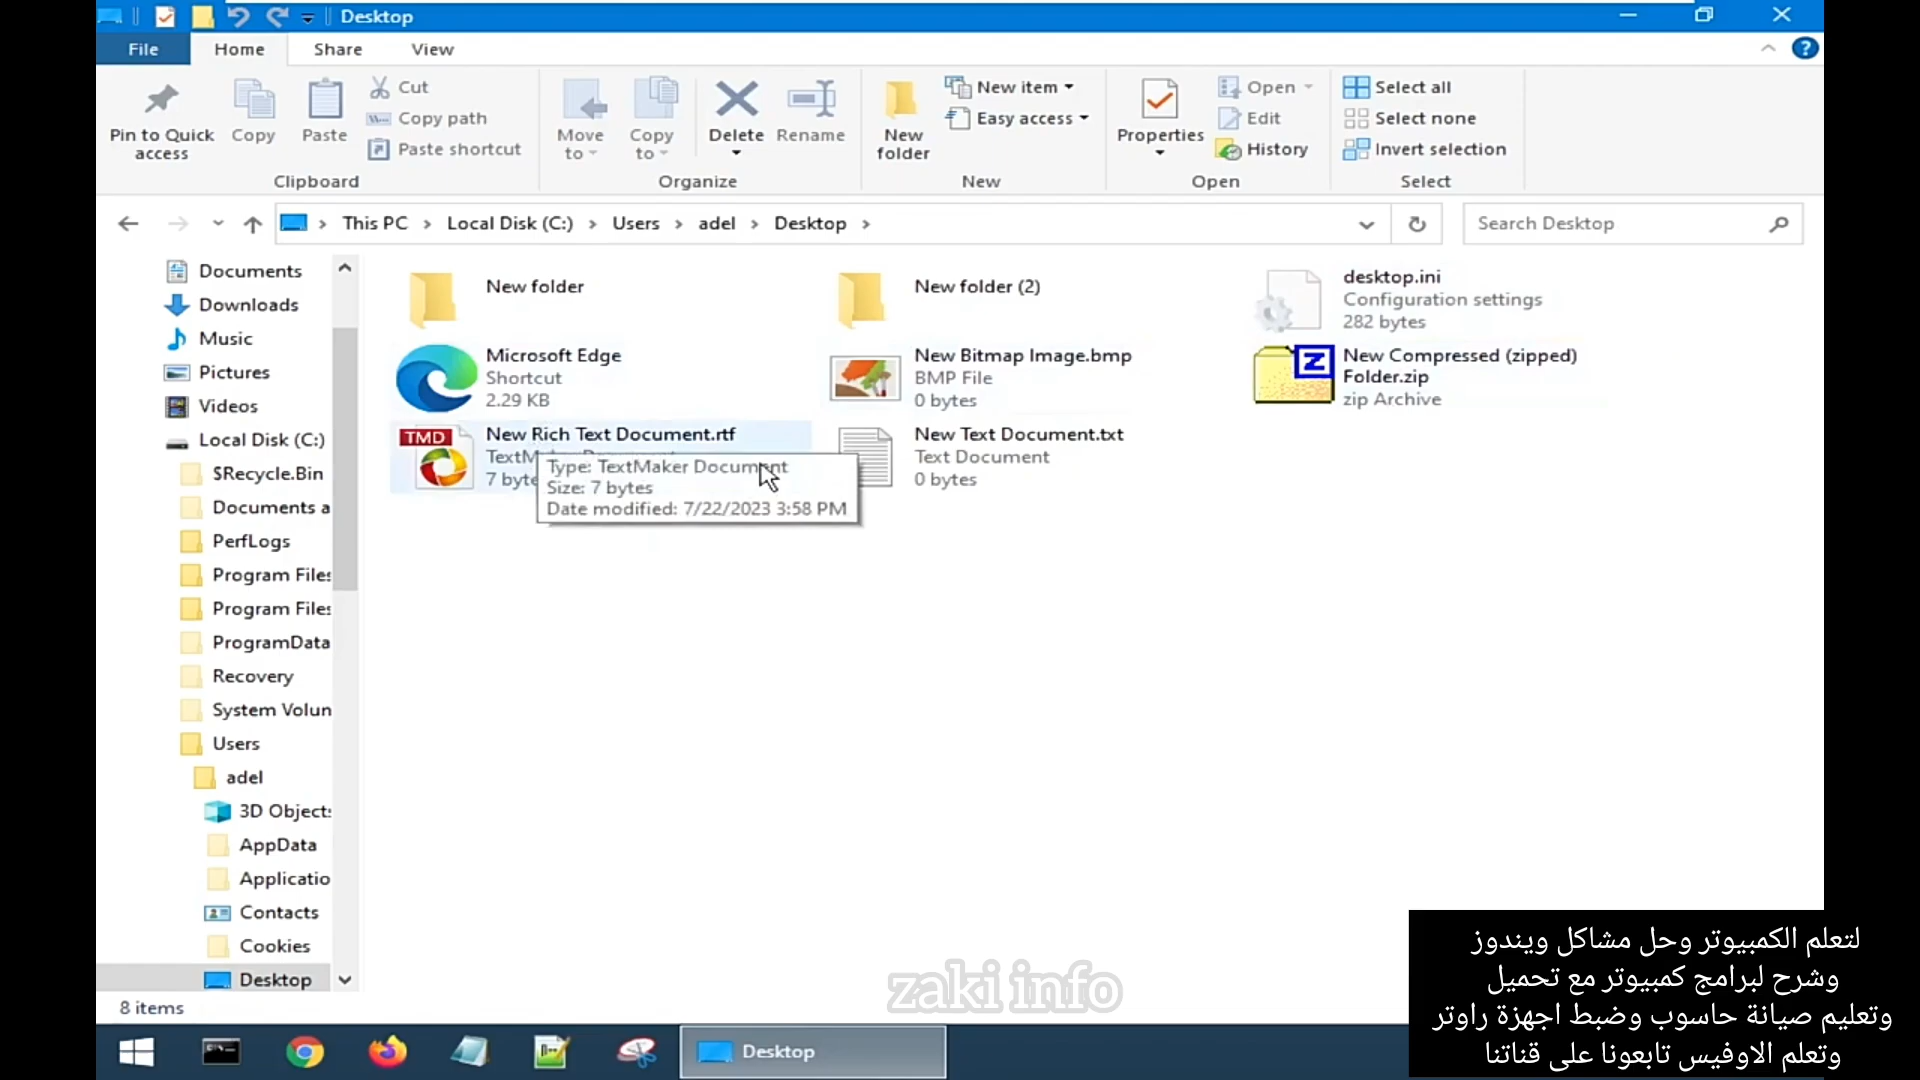 Desktop
File Home Share View
Pin to Quick access
Copy
Paste
Cut
Copy path
Paste shortcut
Clipboard
Move to
Copy to
Delete
Rename
Organize
New folder
New item
Easy access
New
Properties
Open
Edit
History
Open
Select all
Select none
Invert selection
Select
This PC Local Disk (C:) Users adel Desktop
Search Desktop
Documents
Downloads
Music
Pictures
Videos
Local Disk (C:)
$Recycle.Bin
Documents a
PerfLogs
Program Files
Program Files
ProgramData
Recovery
System Volun
Users
adel
3D Objects
AppData
Applicatio
Contacts
Cookies
Desktop
New folder
New folder (2)
desktop.ini
Configuration settings
282 bytes
Microsoft Edge
Shortcut
2.29 KB
New Bitmap Image.bmp
BMP File
0 bytes
Z
New Compressed (zipped)
Folder.zip
zip Archive
TMD
New Rich Text Document.rtf
7 byte
Type: TextMaker Document
Size: 7 bytes
Date modified: 7/22/2023 3:58 PM
New Text Document.txt
Text Document
0 bytes
8 items
zaki info
Desktop
لتعلم الكمبيوتر وحل مشاكل ويندوز
وشرح لبرامج كمبيوتر مع تحميل
وتعليم صيانة حاسوب وضبط اجهزة راوتر
وتعلم الاوفيس تابعونا على قناتنا